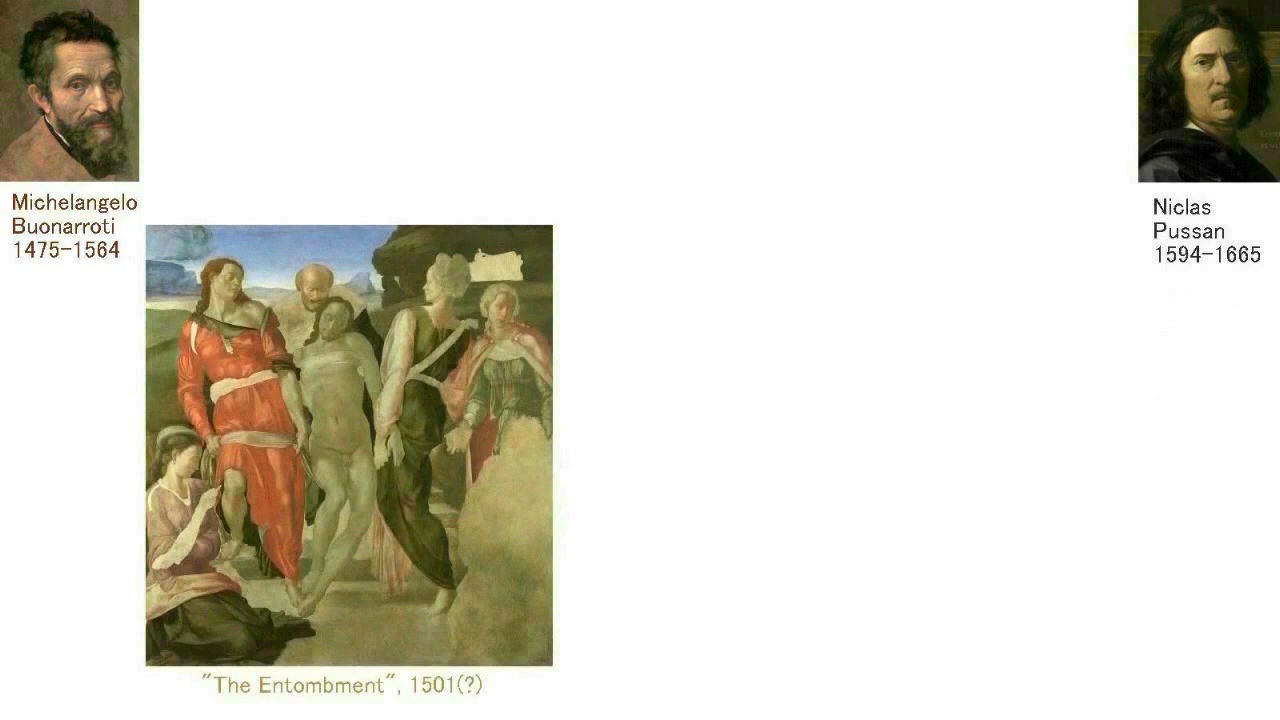 Michelangelo
Buonarroti
1475-1564
Niclas
Pussan
1594-1665
"The Entombment", 1501(?)